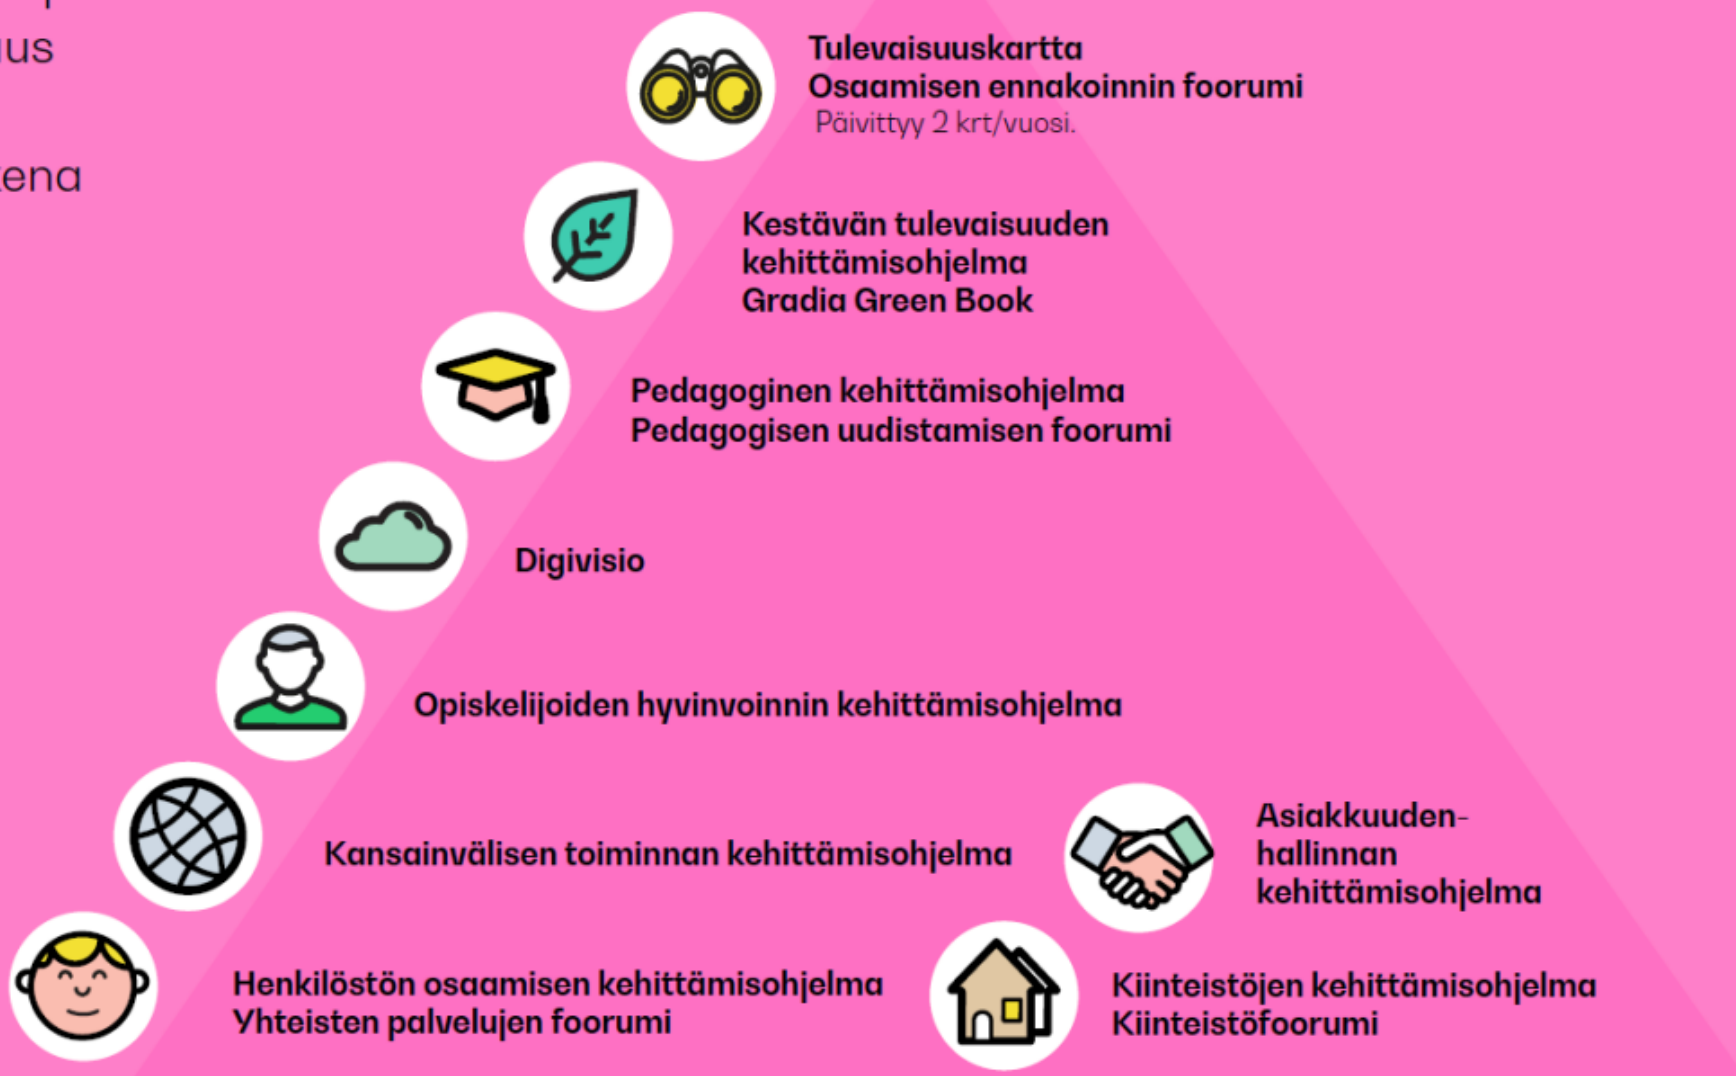 us
ena
Tulevaisuuskartta
Osaamisen ennakoinnin foorumi
Päivittyy 2 krt/vuosi.
Kestävän tulevaisuuden
kehittämisohjelma
Gradia Green Book
Pedagoginen kehittämisohjelma
Pedagogisen uudistamisen foorumi
Digivisio
Opiskelijoiden hyvinvoinnin kehittämisohjelma
Kansainvälisen toiminnan kehittämisohjelma
Asiakkuuden-
hallinnan
kehittämisohjelma
Henkilöstön osaamisen kehittämisohjelma
Yhteisten palvelujen foorumi
Kiinteistöjen kehittämisohjelma
Kiinteistöfoorumi